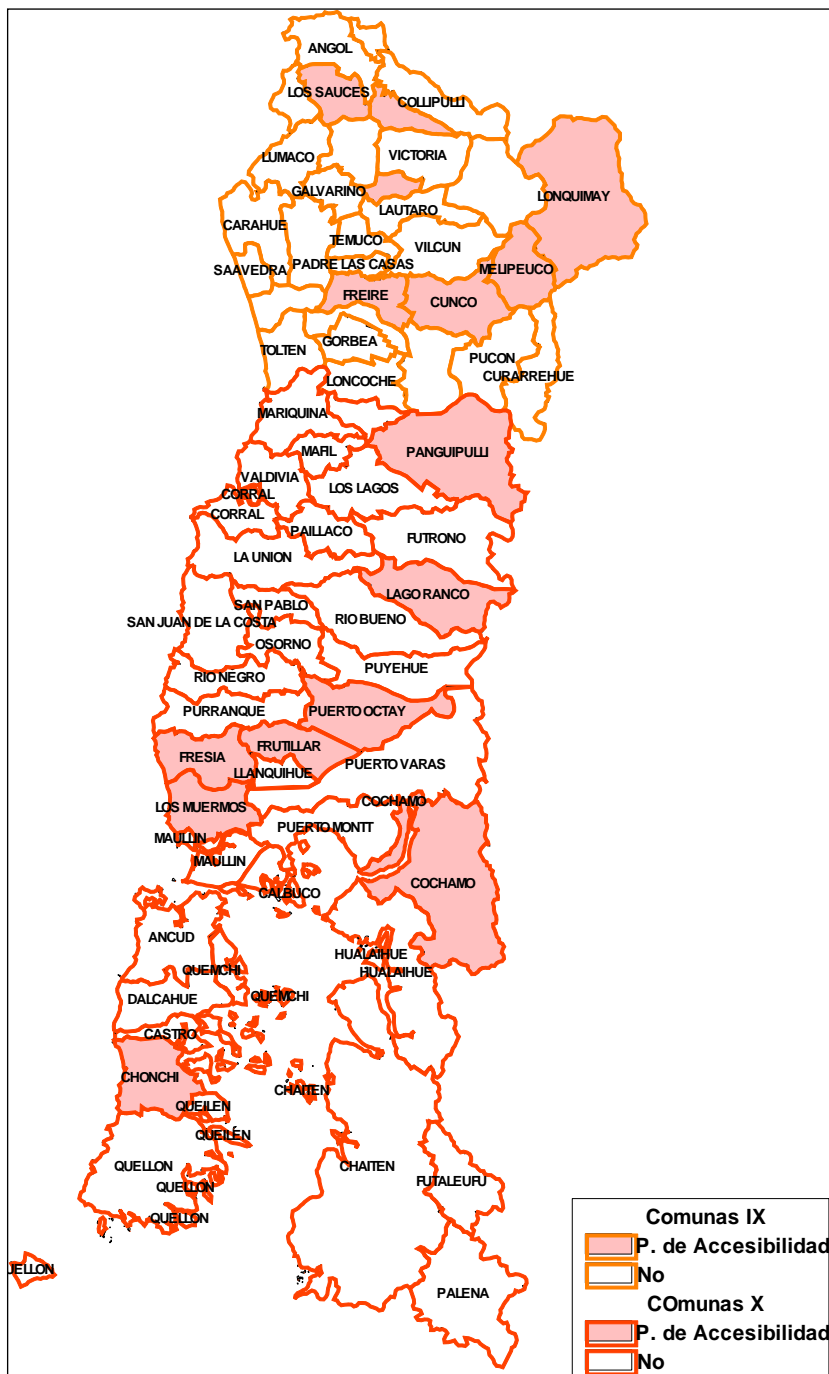 ANGOL
LOS SAUCES
COLLIPULLI
LUMACO
VICTORIA
GALVARINO
LONQUIMAY
LAUTARO
CARAHUE
TEMUCO
VILCUN
PADRE LAS CASAS
SAAVEDRA
MELIPEUCO
FREIRE
CUNCO
GORBEA
TOLTEN
PUCON
LONCOCHE
CURARREHUE
MARIQUINA
MAFIL
PANGUIPULLI
VALDIVIA
LOS LAGOS
CORRAL
CORRAL
PAILLACO
FUTRONO
LA UNION
LAGO RANCO
SAN PABLO
SAN JUAN DE LA COSTA
RIO BUENO
OSORNO
PUYEHUE
RIO NEGRO
PURRANQUE
PUERTO OCTAY
FRUTILLAR
FRESIA
PUERTO VARAS
LLANQUIHUE
COCHAMO
LOS MUERMOS
PUERTO MONTT
MAULLIN
MAULLIN
COCHAMO
CALBUCO
ANCUD
HUALAIHUE
QUEMCHI
HUALAIHUE
DALCAHUE
QUEMCHI
CASTRO
CHONCHI
CHAITEN
QUEILEN
QUEILEN
QUELLON
CHAITEN
FUTALEUFU
QUELLON
QUELLON
JELLON
PALENA
Comunas IX
P. de Accesibilidad
No
COmunas X
P. de Accesibilidad
No